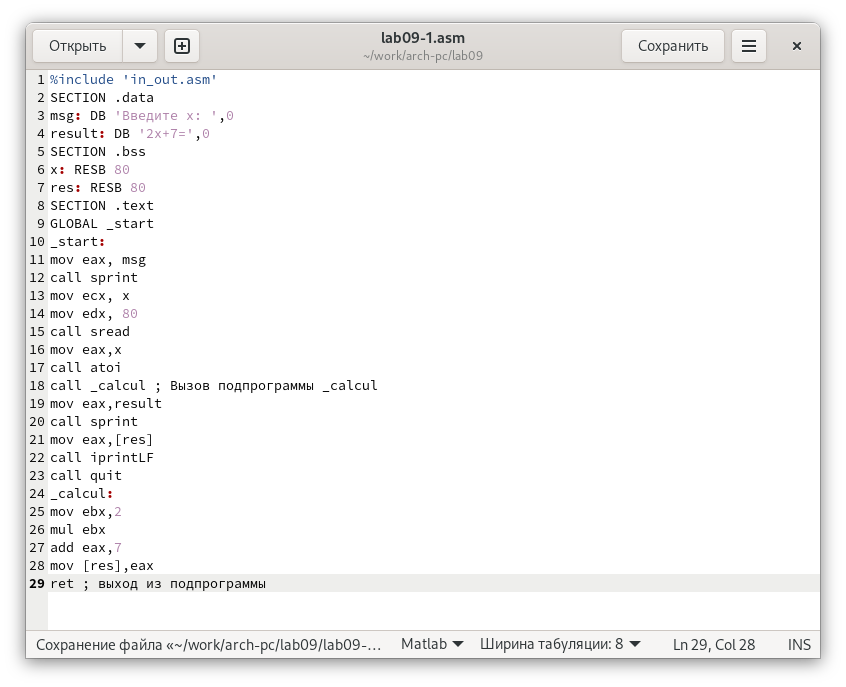 Открыть
lab09-1.asm
~/work/arch-pc/lab09
Сохранить
1 %include 'in_out.asm'
2 SECTION .data
3 msg: DB 'Введите x: ',0
4 result: DB '2x+7=',0
5 SECTION .bss
6 x: RESB 80
7 res: RESB 80
8 SECTION .text
9 GLOBAL _start
10 _start:
11 mov eax, msg
12 call sprint
13 mov ecx, x
14 mov edx, 80
15 call sread
16 mov eax,x
17 call atoi
18 call _calcul ; Вызов подпрограммы _calcul
19 mov eax,result
20 call sprint
21 mov eax,[res]
22 call iprintLF
23 call quit
24 _calcul:
25 mov ebx,2
26 mul ebx
27 add eax,7
28 mov [res],eax
29 ret ; выход из подпрограммы
Сохранение файла «~/work/arch-pc/lab09/lab09-… Matlab Ширина табуляции: 8 Ln 29, Col 28 INS